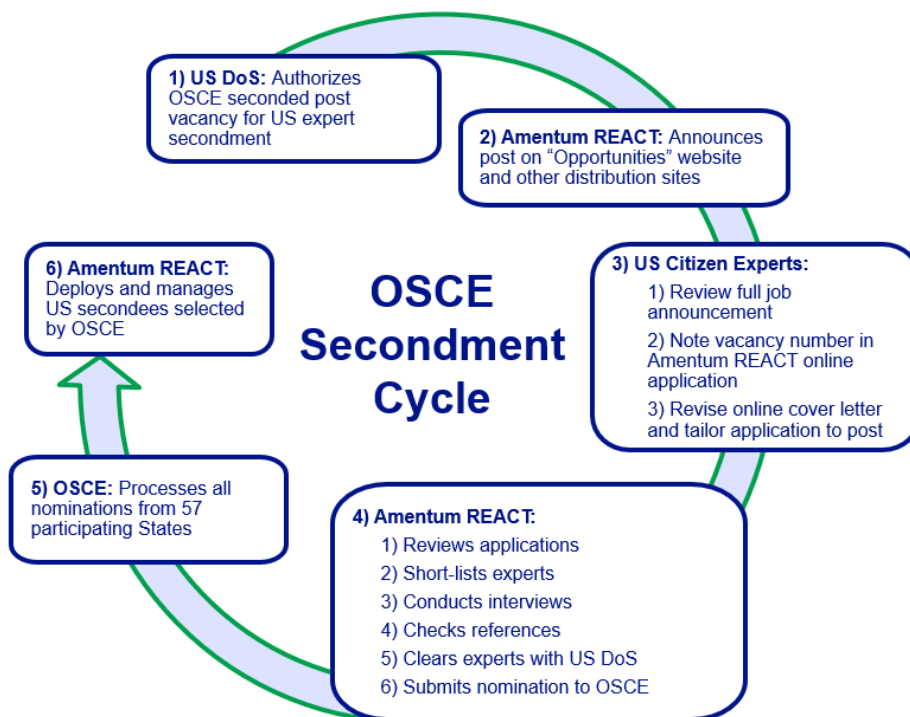 1) US DoS: Authorizes
OSCE seconded post
vacancy for US expert
secondment
2) Amentum REACT: Announces
post on “Opportunities” website
and other distribution sites
3) US Citizen Experts:
1) Review full job
announcement
2) Note vacancy number in
Amentum REACT online
application
3) Revise online cover letter
and tailor application to post
4) Amentum REACT:
1) Reviews applications
2) Short-lists experts
3) Conducts interviews
4) Checks references
5) Clears experts with US DoS
6) Submits nomination to OSCE
5) OSCE: Processes all
nominations from 57
participating States
6) Amentum REACT:
Deploys and manages
US secondees selected
by OSCE
OSCE
Secondment
Cycle